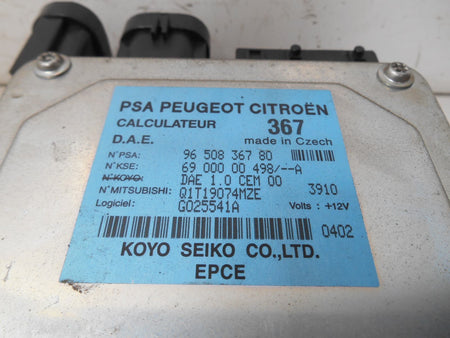 PSA PEUGEOT CITROËN
CALCULATEUR 367
D.A.E. made in Czech
N°PSA: 96 508 367 80
N°KSE: 69 000 00 498/--A
N°KOYO: DAE 1.0 CEM 00
N°MITSUBISHI: Q1T19074MZE 3910
Logiciel: G025541A Volts : +12V
0402
KOYO SEIKO CO.,LTD.
EPCE